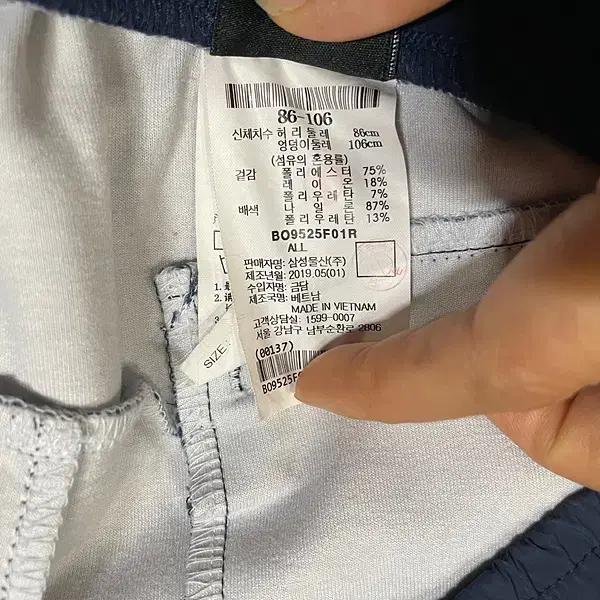 86-106
신체치수 허리둘레 86cm
엉덩이둘레 106cm
(섬유의 혼용률)
겉감 폴리에스터 75%
레이온 18%
폴리우레탄 7%
배색 나일론 87%
폴리우레탄 13%
BO9525F01R
ALL
판매자명: 삼성물산(주)
제조년월: 2019.05(01)
수입자명: 금담
제조국명: 베트남
MADE IN VIETNAM
고객상담실: 1599-0007
서울 강남구 남부순환로 2806
(00137)
BO9525F
SIZE :
1.
2.
3.